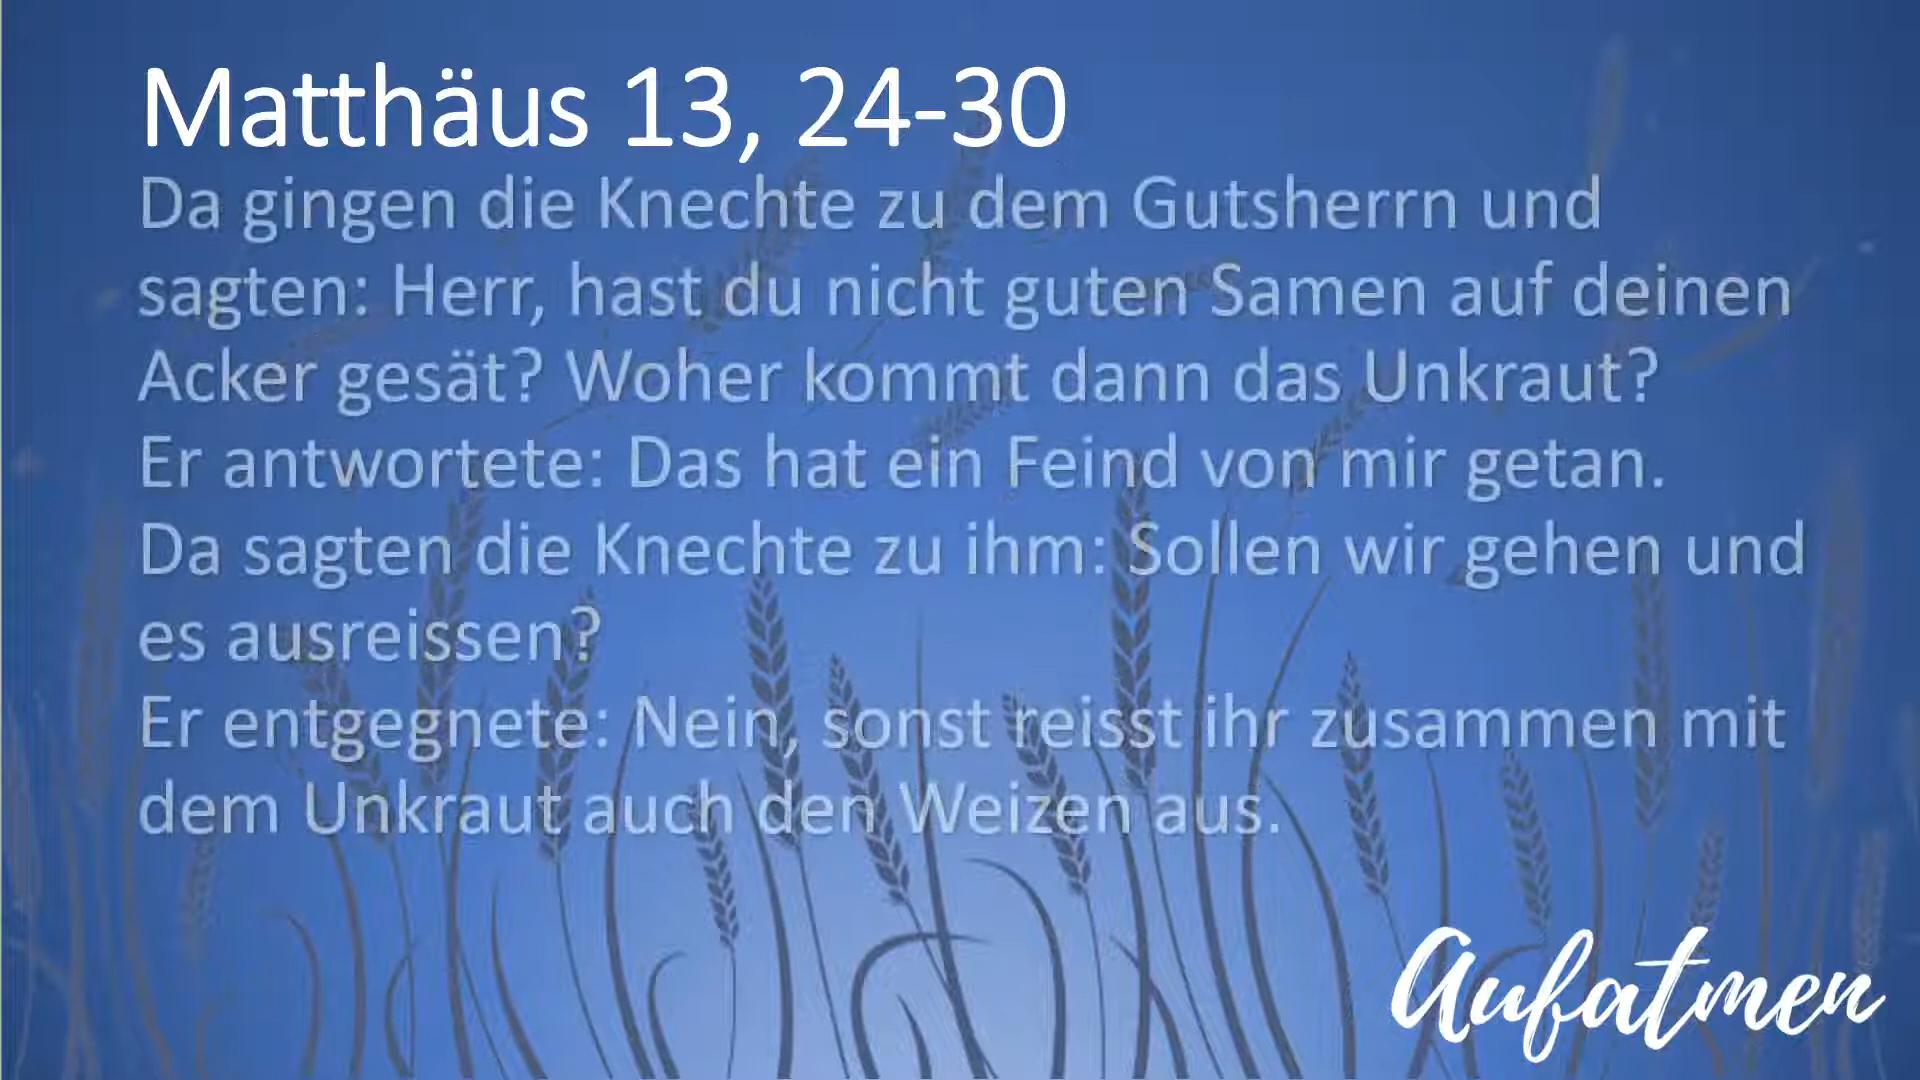 Matthäus 13, 24-30
Da gingen die Knechte zu dem Gutsherrn und
sagten: Herr, hast du nicht guten Samen auf deinen
Acker gesät? Woher kommt dann das Unkraut?
Er antwortete: Das hat ein Feind von mir getan.
Da sagten die Knechte zu ihm: Sollen wir gehen und
es ausreissen?
Er entgegnete: Nein, sonst reisst ihr zusammen mit
dem Unkraut auch den Weizen aus.
Aufatmen